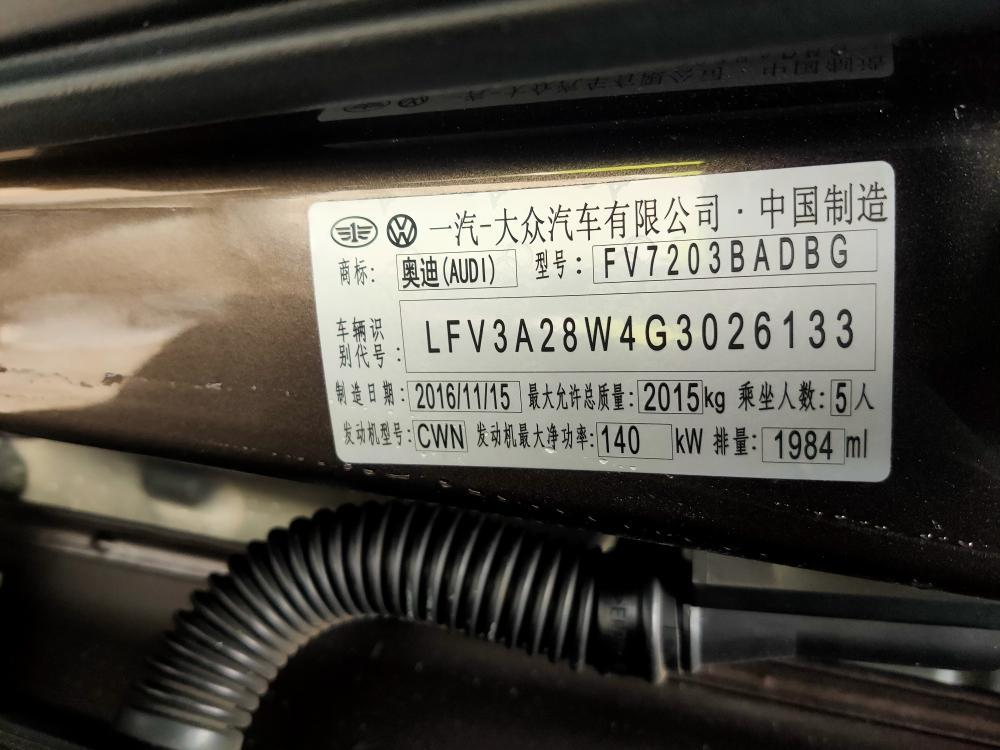 一汽-大众汽车有限公司·中国制造
商标: 奥迪(AUDI) 型号: FV7203BADBG
车辆识别代号: LFV3A28W4G3026133
制造日期: 2016/11/15 最大允许总质量: 2015kg 乘坐人数: 5人
发动机型号: CWN 发动机最大净功率: 140 kW 排量: 1984 ml